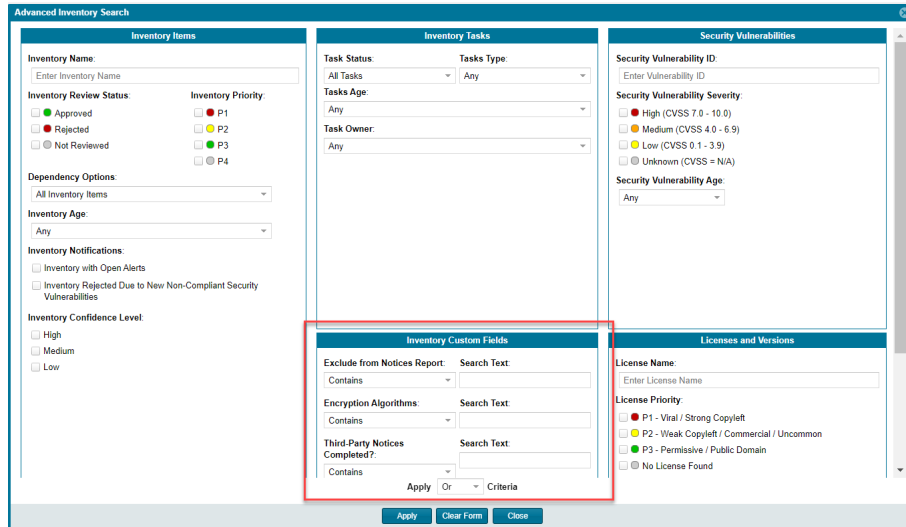 Advanced Inventory Search
Inventory Items
Inventory Name:
Enter Inventory Name
Inventory Review Status:
Approved
Rejected
Not Reviewed
Inventory Priority:
P1
P2
P3
P4
Dependency Options:
All Inventory Items
Inventory Age:
Any
Inventory Notifications:
Inventory with Open Alerts
Inventory Rejected Due to New Non-Compliant Security
Vulnerabilities
Inventory Confidence Level:
High
Medium
Low
Inventory Tasks
Task Status: Tasks Type:
All Tasks Any
Tasks Age:
Any
Task Owner:
Any
Security Vulnerabilities
Security Vulnerability ID:
Enter Vulnerability ID
Security Vulnerability Severity:
High (CVSS 7.0 - 10.0)
Medium (CVSS 4.0 - 6.9)
Low (CVSS 0.1 - 3.9)
Unknown (CVSS = N/A)
Security Vulnerability Age:
Any
Inventory Custom Fields
Exclude from Notices Report: Search Text:
Contains
Encryption Algorithms: Search Text:
Contains
Third-Party Notices
Completed?:
Search Text:
Contains
Licenses and Versions
License Name:
Enter License Name
License Priority:
P1 - Viral / Strong Copyleft
P2 - Weak Copyleft / Commercial / Uncommon
P3 - Permissive / Public Domain
No License Found
Apply Or Criteria
Apply Clear Form Close